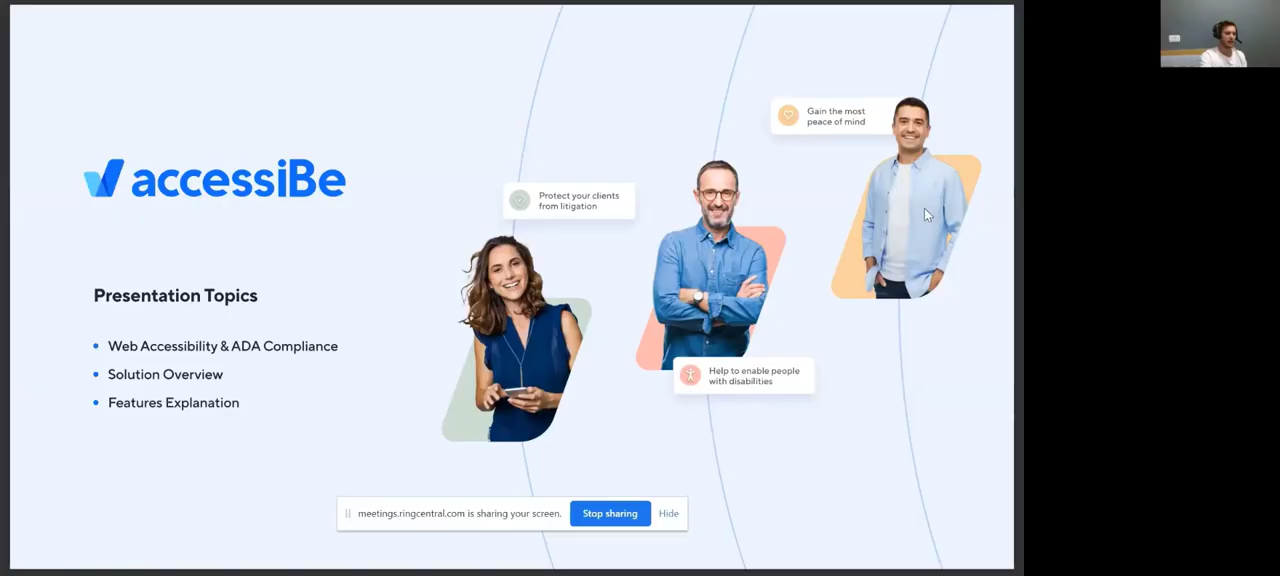 accessiBe
Presentation Topics
Web Accessibility & ADA Compliance
Solution Overview
Features Explanation
Protect your clients
from litigation
Gain the most
peace of mind
Help to enable people
with disabilities
meetings.ringcentral.com is sharing your screen.
Stop sharing
Hide